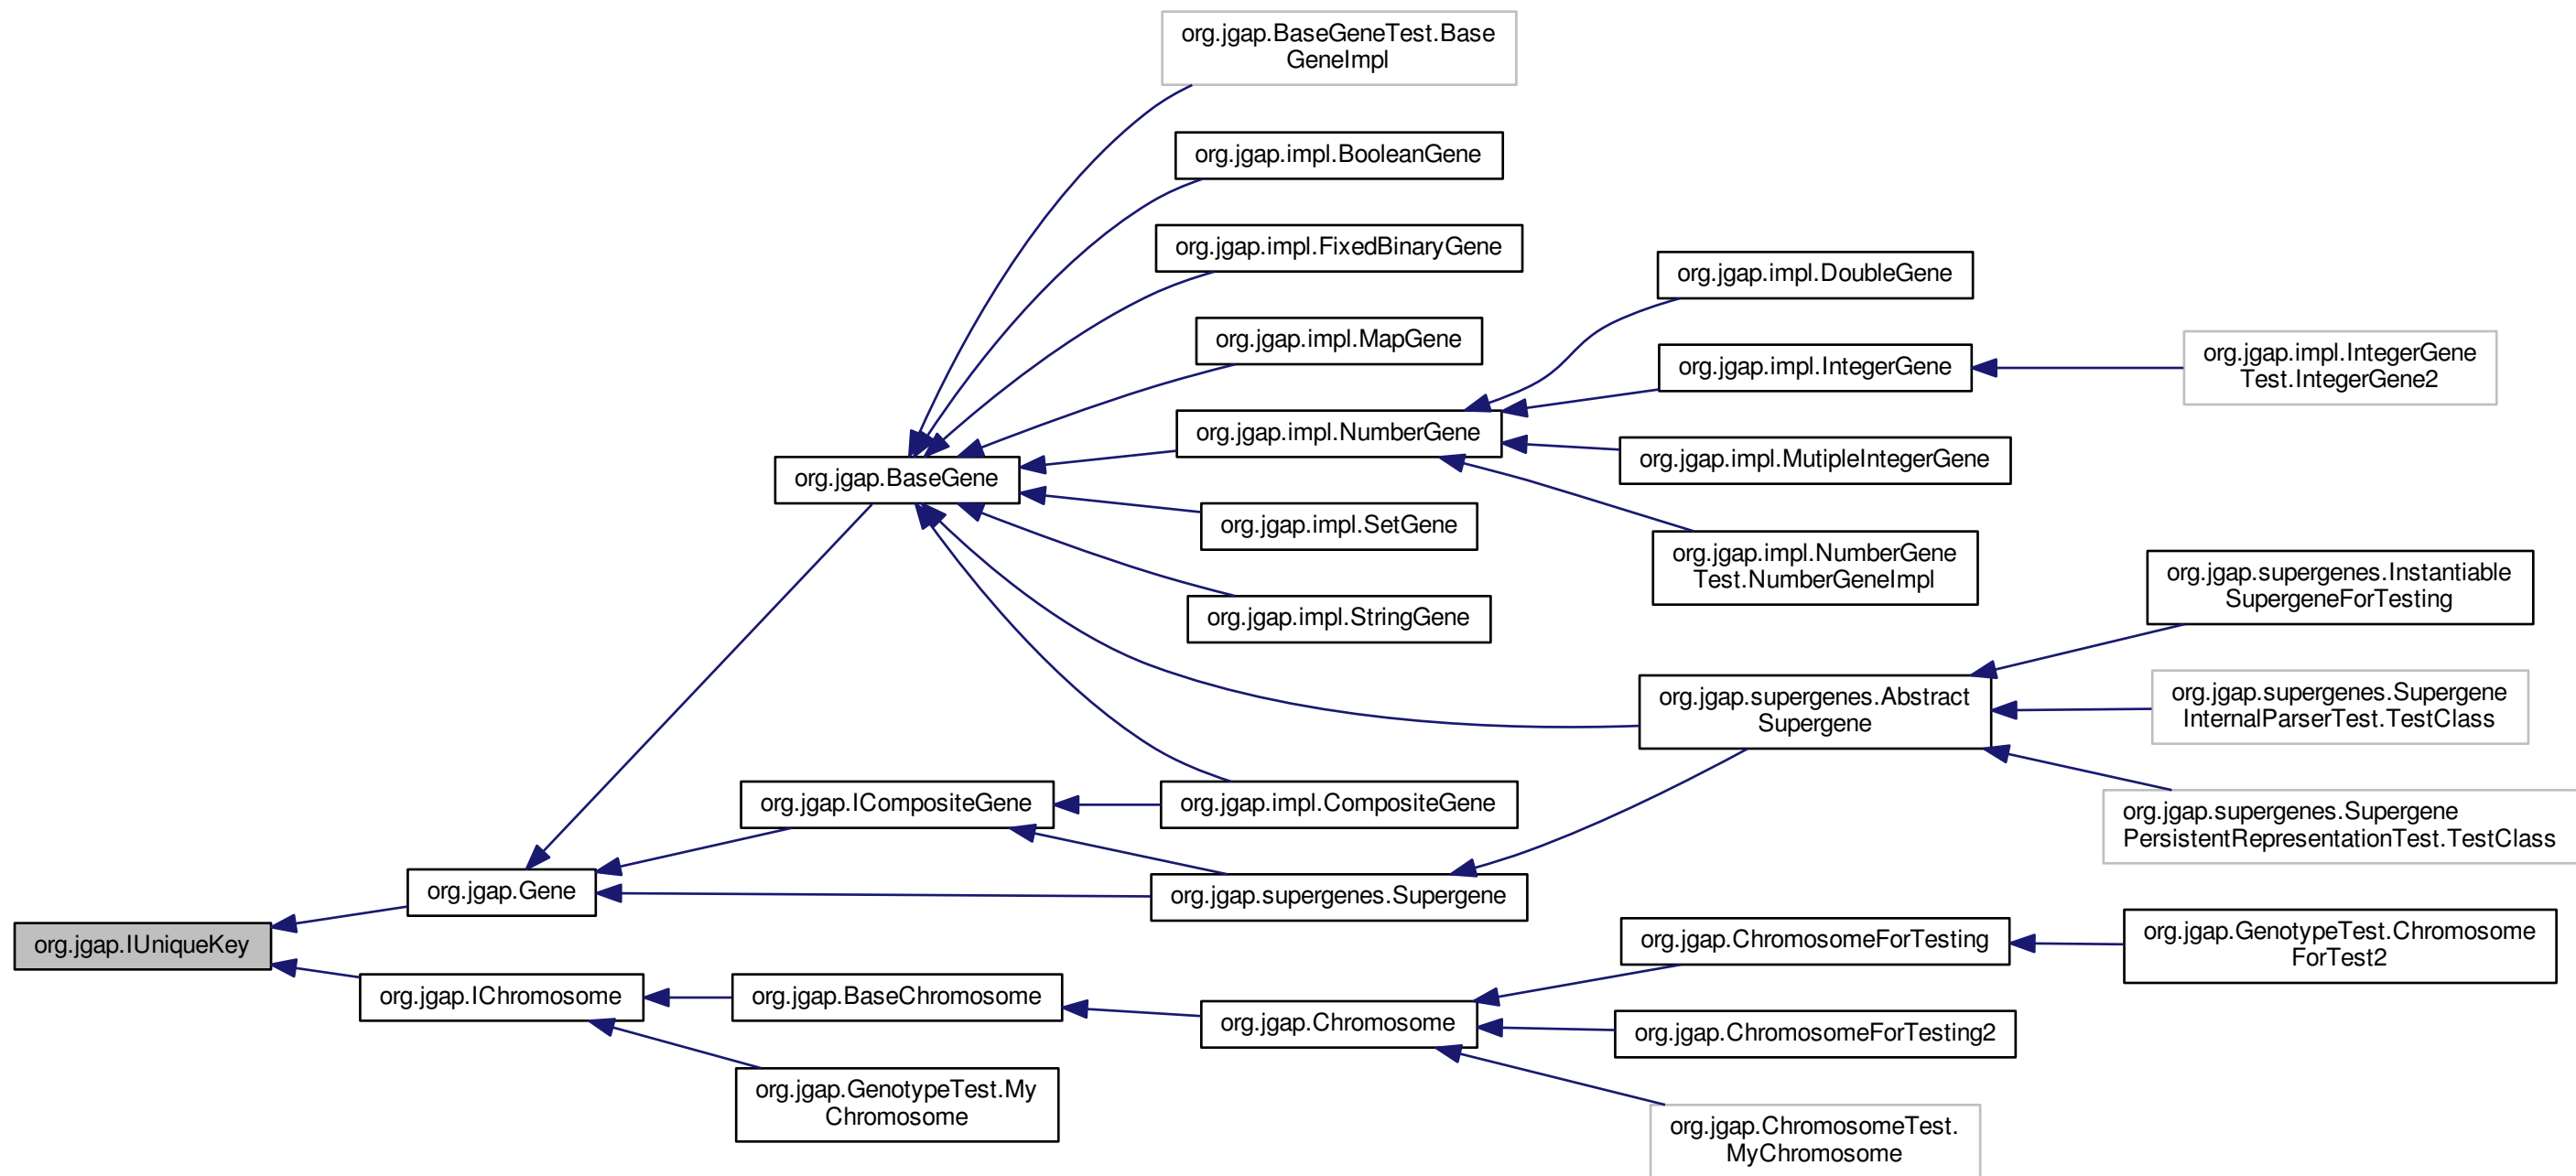 org.jgap.BaseGeneTest.Base
GeneImpl
org.jgap.impl.BooleanGene
org.jgap.impl.FixedBinaryGene
org.jgap.impl.DoubleGene
org.jgap.impl.MapGene
org.jgap.impl.IntegerGene
org.jgap.impl.IntegerGene
Test.IntegerGene2
org.jgap.impl.NumberGene
org.jgap.impl.MutipleIntegerGene
org.jgap.BaseGene
org.jgap.impl.SetGene
org.jgap.impl.NumberGene
Test.NumberGeneImpl
org.jgap.impl.StringGene
org.jgap.supergenes.Instantiable
SupergeneForTesting
org.jgap.supergenes.Abstract
Supergene
org.jgap.supergenes.Supergene
InternalParserTest.TestClass
org.jgap.ICompositeGene
org.jgap.impl.CompositeGene
org.jgap.supergenes.Supergene
PersistentRepresentationTest.TestClass
org.jgap.Gene
org.jgap.supergenes.Supergene
org.jgap.IUniqueKey
org.jgap.ChromosomeForTesting
org.jgap.GenotypeTest.Chromosome
ForTest2
org.jgap.IChromosome
org.jgap.BaseChromosome
org.jgap.Chromosome
org.jgap.ChromosomeForTesting2
org.jgap.GenotypeTest.My
Chromosome
org.jgap.ChromosomeTest.
MyChromosome